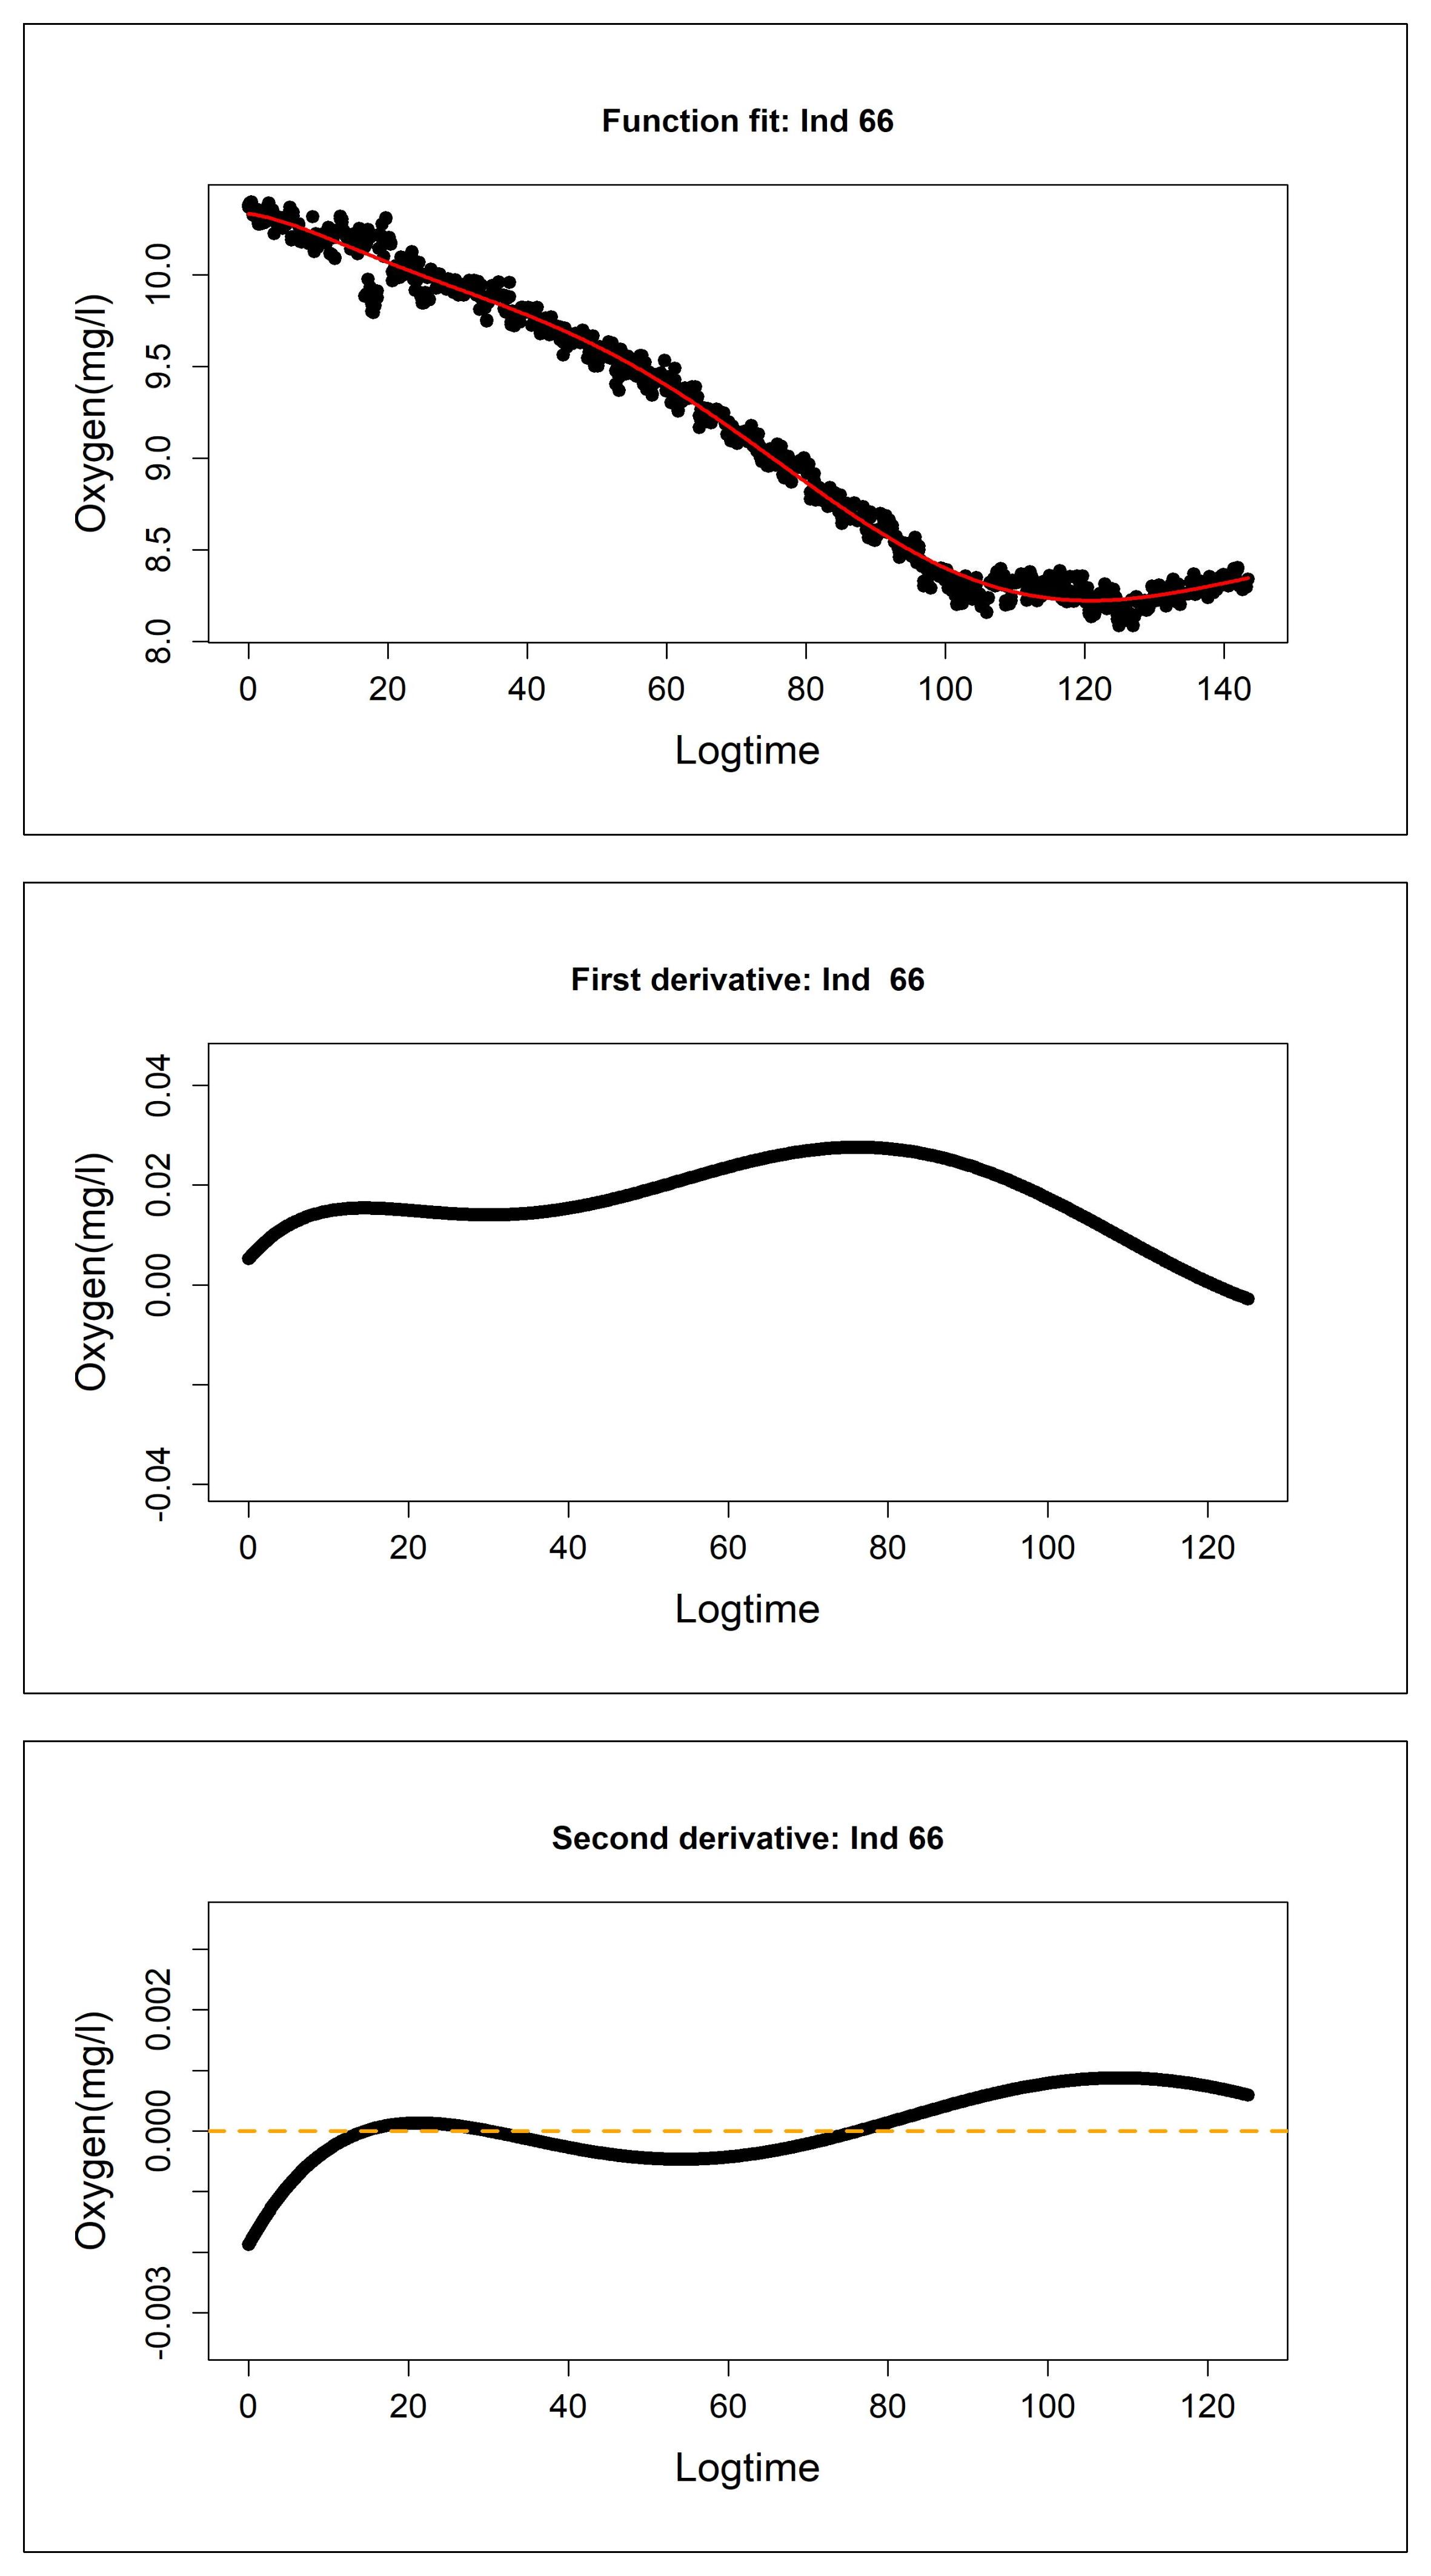 Function fit: Ind 66
Oxygen(mg/l)
10.0
9.5
9.0
8.5
8.0
0 20 40 60 80 100 120 140
Logtime
First derivative: Ind  66
Oxygen(mg/l)
0.04
0.02
0.00
-0.04
0 20 40 60 80 100 120
Logtime
Second derivative: Ind 66
Oxygen(mg/l)
0.002
0.000
-0.003
0 20 40 60 80 100 120
Logtime